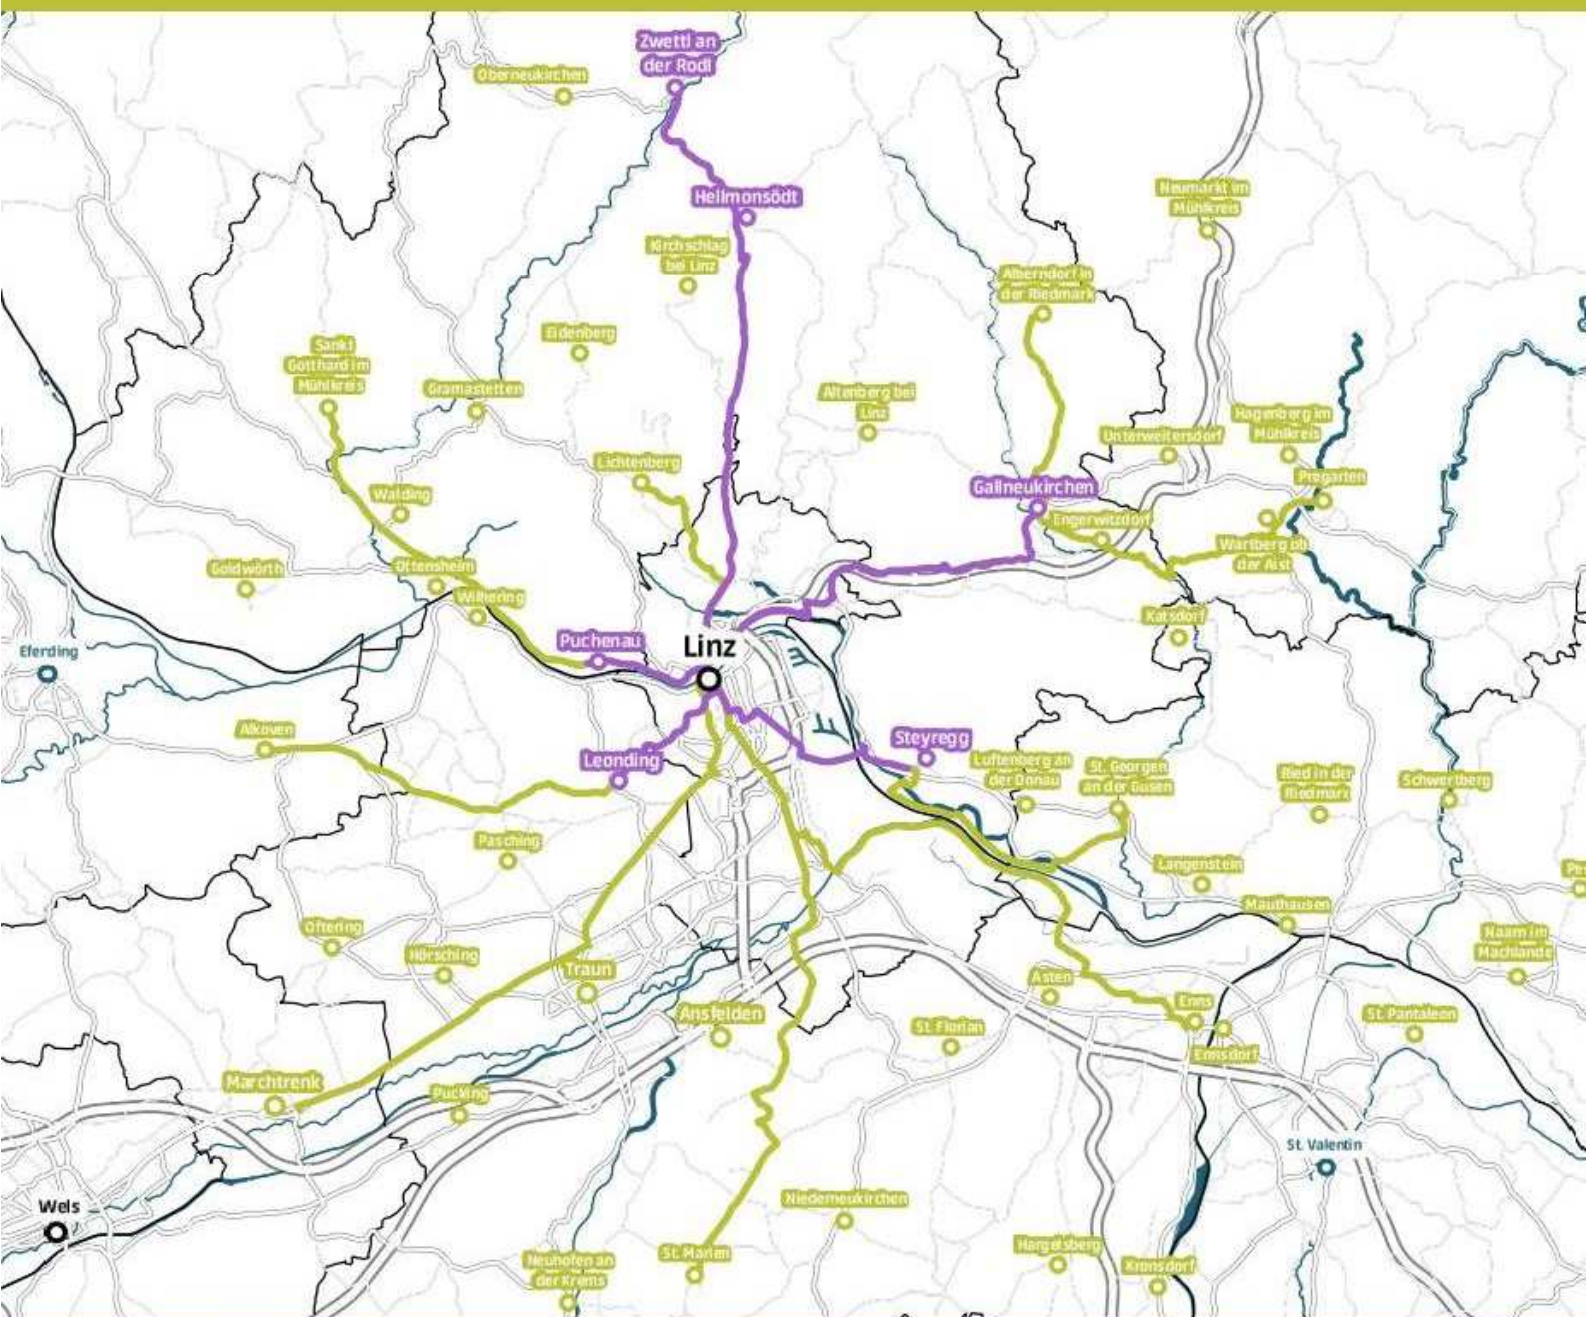 Zwettl an
der Rodl
Oberneukirchen
Hellmonsödt
Neumarkt im
Mühlkreis
Kirchschlag
bei Linz
Alberndorf in
der Riedmark
Eidenberg
Sankt
Gotthard im
Mühlkreis
Gramastetten
Altenberg bei
Linz
Hagenberg im
Mühlkreis
Unterweitersdorf
Lichtenberg
Pregarten
Gallneukirchen
Walding
Engerwitzdorf
Wartberg ob
der Aist
Goldwörth
Ottensheim
Wilhering
Katsdorf
Puchenau
Linz
Eferding
Alkoven
Steyregg
Leonding
Luftenberg an
der Donau
St. Georgen
an der Gusen
Ried in der
Riedmark
Schwertberg
Pasching
Langenstein
Per
Mauthausen
Oftering
Hörsching
Traun
Naarn im
Machlande
Asten
Ansfelden
Enns
St. Florian
St. Pantaleon
Ennsdorf
Marchtrenk
Pucking
St. Valentin
Wels
Niederneukirchen
St. Marien
Neuhofen an
der Krems
Hargelsberg
Kronsdorf